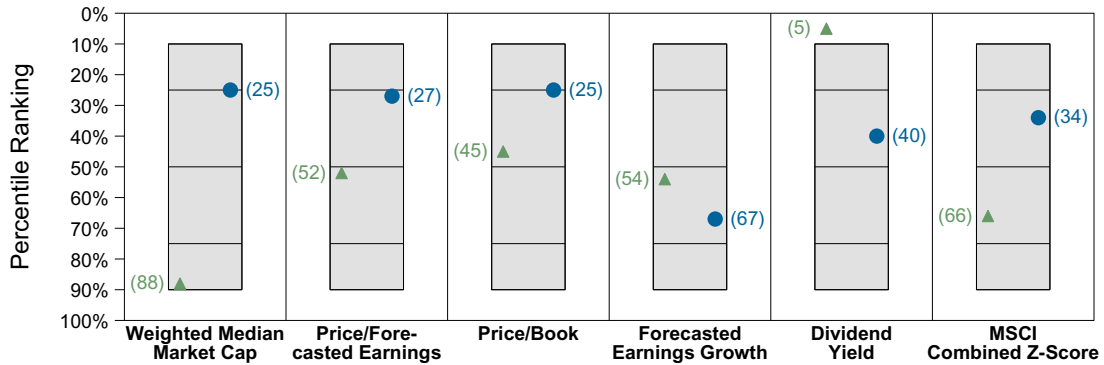 Percentile Ranking
0%
10%
20%
30%
40%
50%
60%
70%
80%
90%
100%
(88)
(25)
(52)
(27)
(45)
(25)
(54)
(67)
(5)
(40)
(66)
(34)
Weighted Median
Market Cap
Price/Fore-
casted Earnings
Price/Book
Forecasted
Earnings Growth
Dividend
Yield
MSCI
Combined Z-Score